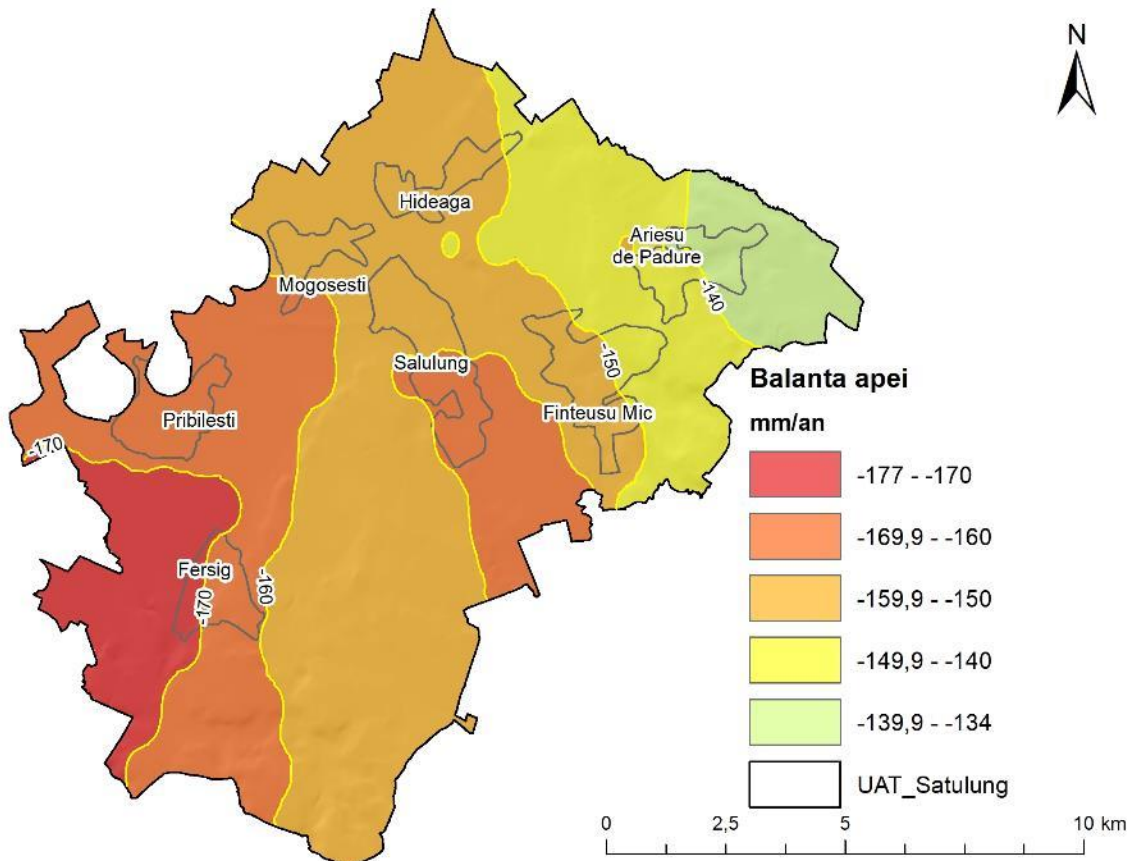 N
Hideaga
Ariesu
de Padure
Mogosesti
-140
-150
Salulung
Pribilesti
Finteusu Mic
-170
Fersig
-170
-160
Balanta apei
mm/an
-177 - -170
-169,9 - -160
-159,9 - -150
-149,9 - -140
-139,9 - -134
UAT_Satulung
0 2,5 5 10 km